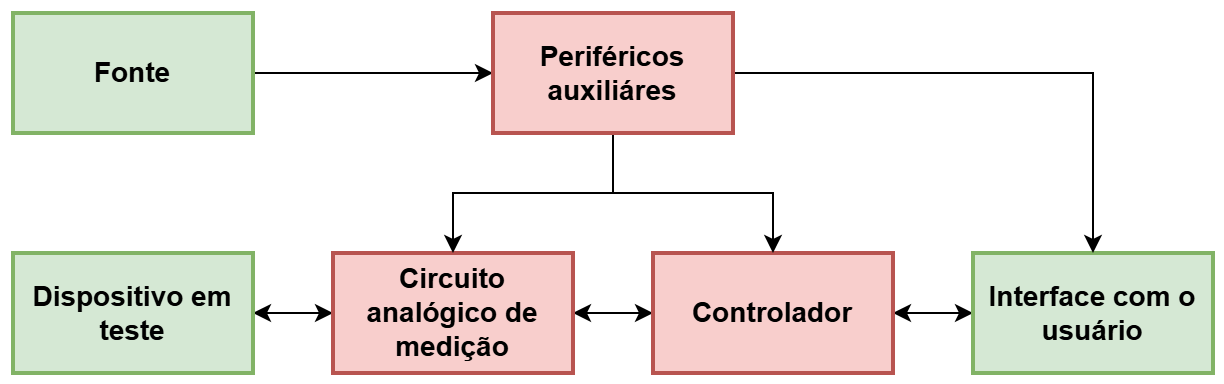 Fonte
Periféricos
auxiliáres
Dispositivo em
teste
Circuito
analógico de
medição
Controlador
Interface com o
usuário